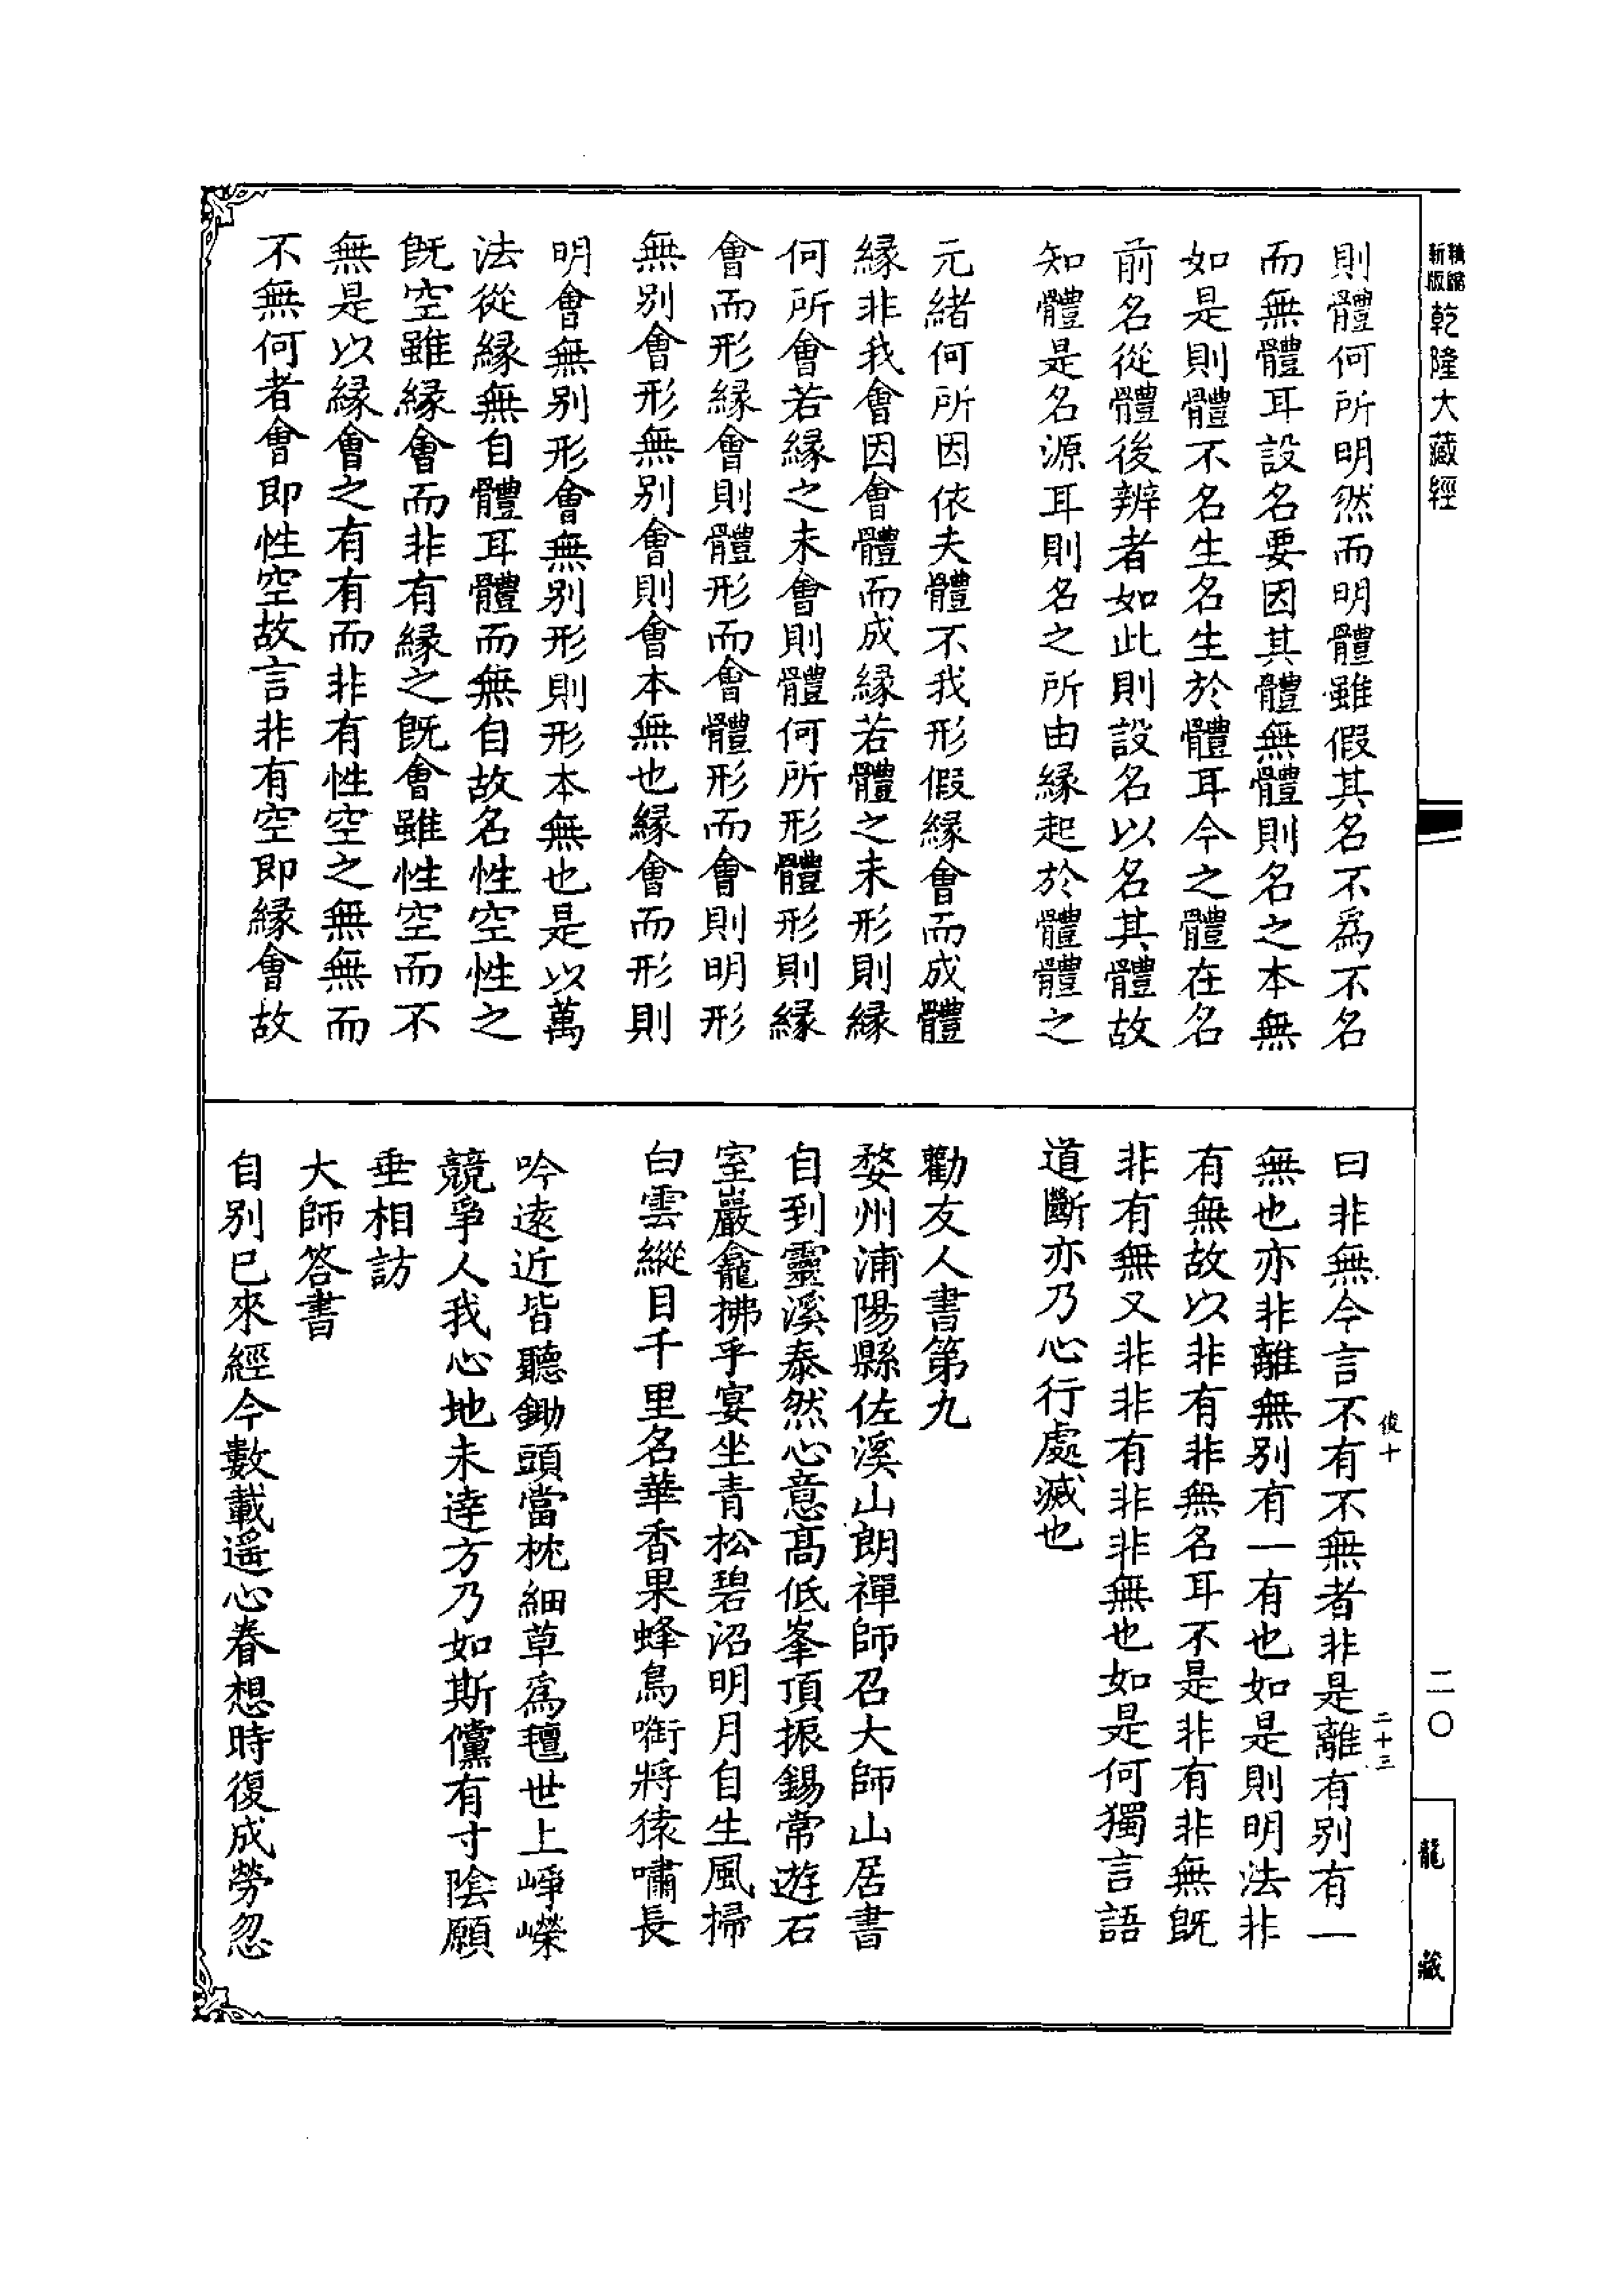 精編新版乾隆大藏經
則體何所明然而明體雖假其名不爲不名
而無體耳設名要因其體無體則名之本無
如是則體不名生名生於體耳今之體在名
前名從體後辨者如此則設名以名其體故
知體是名源耳則名之所由緣起於體體之
元緒何所因依夫體不我形假緣會而成體
緣非我會因會體而成緣若體之未形則緣
何所會若緣之未會則體何所形體形則緣
會而形緣會則體形而會體形而會則明形
無别會形無别會則會本無也緣會而形則
明會無别形會無别形則形本無也是以萬
法從緣無自體耳體而無自故名性空性之
旣空雖緣會而非有緣之旣會雖性空而不
無是以緣會之有有而非有性空之無無而
不無何者會即性空故言非有空即緣會故
曰非無今言不有不無者非是離有别有一
無也亦非離無别有一有也如是則明法非
有無故以非有非無名耳不是非有非無旣
非有無又非非有非非無也如是何獨言語
道斷亦乃心行處滅也
勸友人書第九
婺州浦陽縣佐溪山朗禪師召大師山居書
自到靈溪泰然心意髙低峯頂振錫常遊石
室巖龕拂乎宴坐青松碧沼明月自生風掃
白雲縱目千里名華香果蜂鳥㗸將猿嘯長
吟遠近皆聽鋤頭當枕細草爲氊世上崢嶸
競爭人我心地未達方乃如斯儻有寸陰願
垂相訪
大師答書
自别已來經今數載遥心眷想時復成勞忽
俊十
二十三
二〇
龍藏